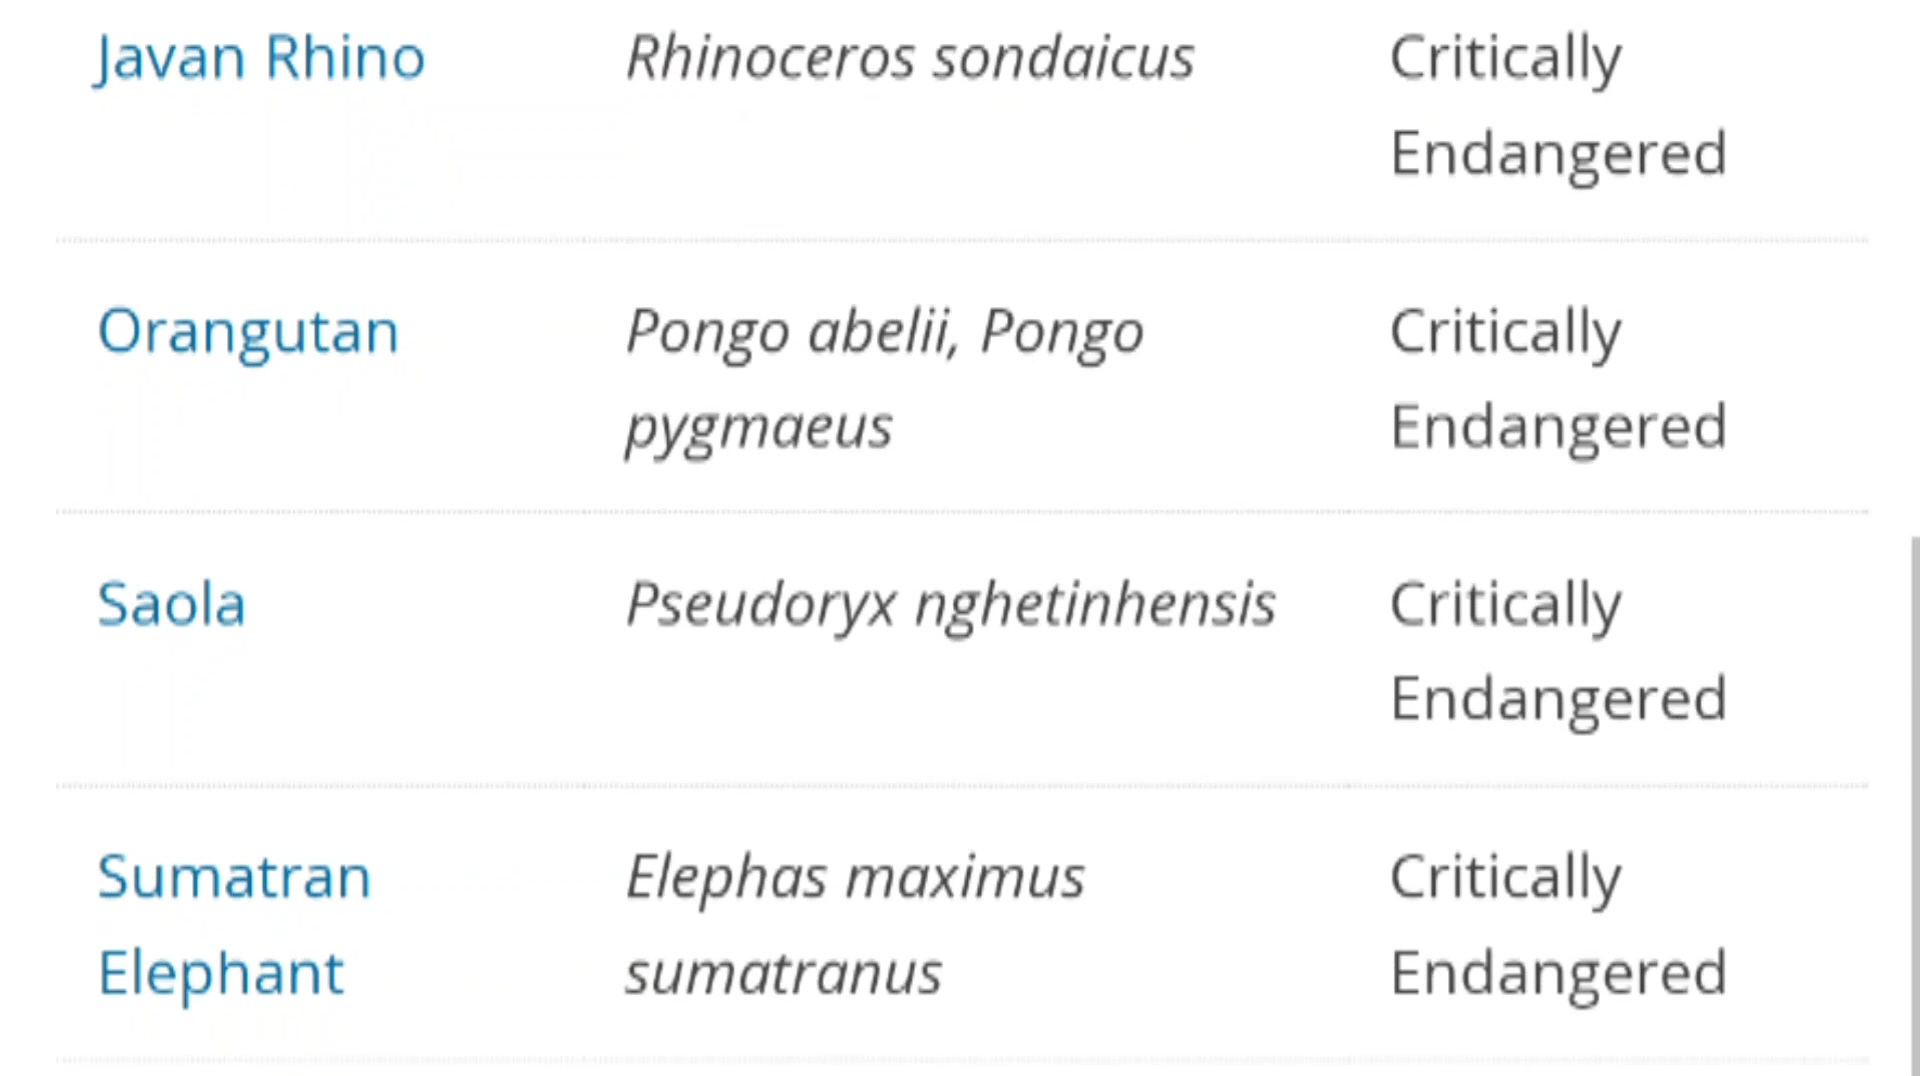 Javan Rhino Rhinoceros sondaicus Critically
Endangered
Orangutan Pongo abelii, Pongo Critically
pygmaeus Endangered
Saola Pseudoryx nghetinhensis Critically
Endangered
Sumatran Elephas maximus Critically
Elephant sumatranus Endangered